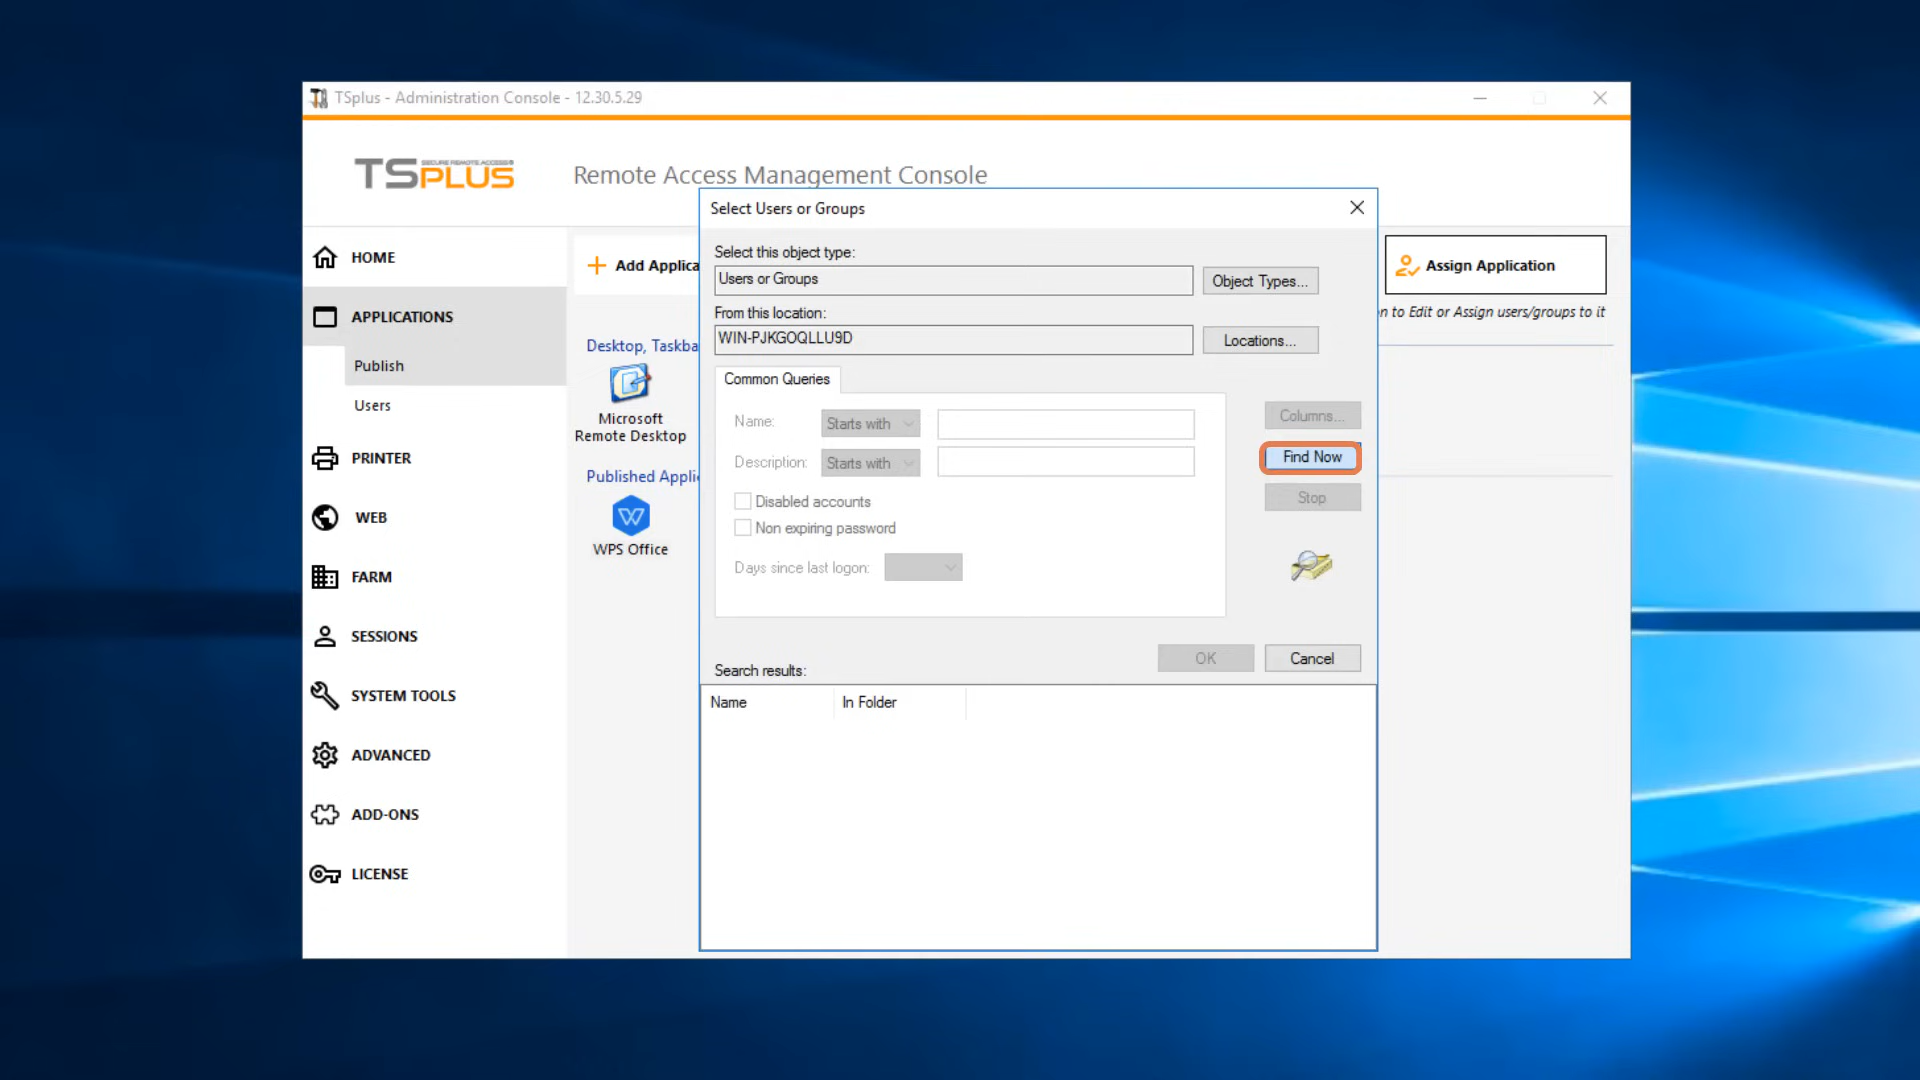 TSplus - Administration Console - 12.30.5.29
TSPLUS
SECURE REMOTE ACCESS®
Remote Access Management Console
Select Users or Groups
HOME
APPLICATIONS
Publish
Users
PRINTER
WEB
FARM
SESSIONS
SYSTEM TOOLS
ADVANCED
ADD-ONS
LICENSE
Add Applica
Desktop, Taskba
Microsoft
Remote Desktop
Published Appli
WPS Office
Assign Application
n to Edit or Assign users/groups to it
Select this object type:
Users or Groups
Object Types...
From this location:
WIN-PJKGOQLLU9D
Locations...
Common Queries
Name: Starts with
Description: Starts with
Disabled accounts
Non expiring password
Days since last logon:
Columns...
Find Now
Stop
OK
Cancel
Search results:
Name In Folder